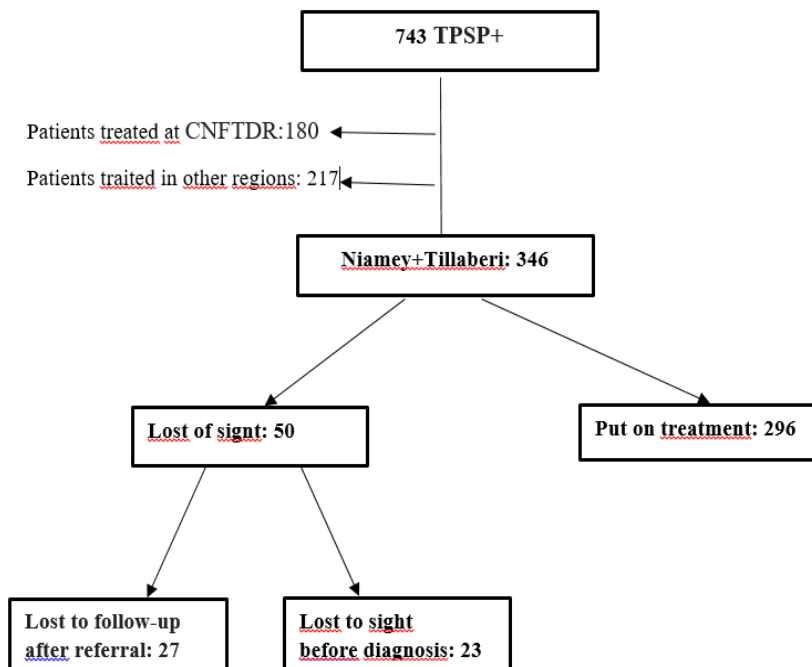 743 TPSP+
Patients treated at CNFTDR:180
Patients traited in other regions: 217
Niamey+Tillaberi: 346
Lost of signt: 50
Put on treatment: 296
Lost to follow-up
after referral: 27
Lost to sight
before diagnosis: 23